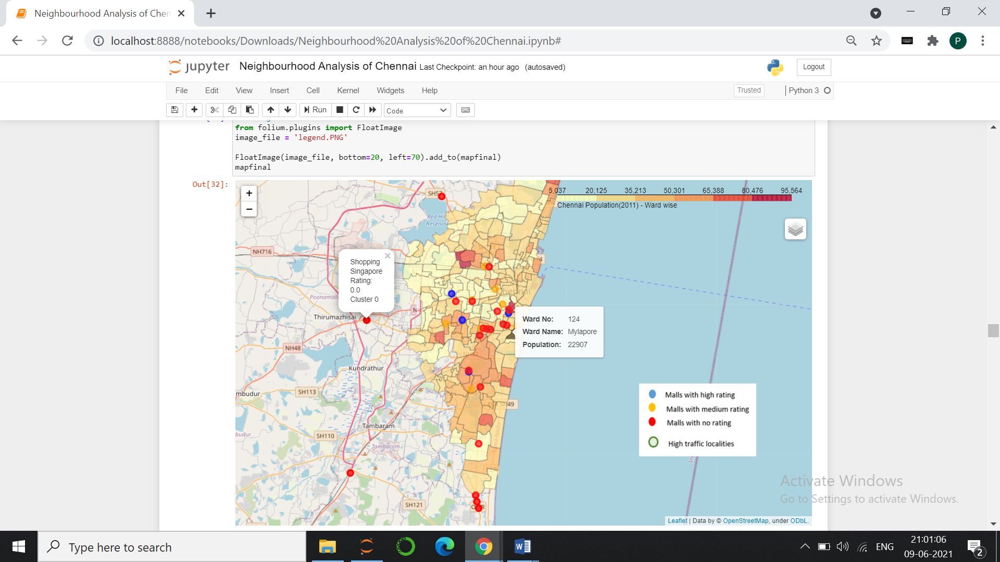 Neighbourhood Analysis of Chen
localhost:8888/notebooks/Downloads/Neighbourhood%20Analysis%20of%20Chennai.ipynb#
P
jupyter Neighbourhood Analysis of Chennai Last Checkpoint: an hour ago (autosaved)
Logout
File Edit View Insert Cell Kernel Widgets Help
Trusted
Python 3
Run
Code
from folium.plugins import FloatImage
image_file = 'legend.PNG'
FloatImage(image_file, bottom=20, left=70).add_to(mapfinal)
mapfinal
Out[32]:
+
−
5,037 20,125 35,213 50,301 65,388 80,476 95,564
Chennai Population(2011) - Ward wise
SH57
Red Hil
Reservo
NH716
Shopping
Singapore
Rating:
0.0
Cluster 0
Poonamall
Thirumazhisai
Ward No: 124
Ward Name: Mylapore
Population: 22907
NH48
Kundrathur
SH113
mbudur
Malls with high rating
Malls with medium rating
Malls with no rating
High traffic localities
Tambaram
SH110
budur
Tambaram
SH49
Tamil Nadu
SH121
Leaflet | Data by © OpenStreetMap, under ODbL.
Activate Windows
Go to Settings to activate Windows.
Type here to search
ENG
21:01:06
09-06-2021
2